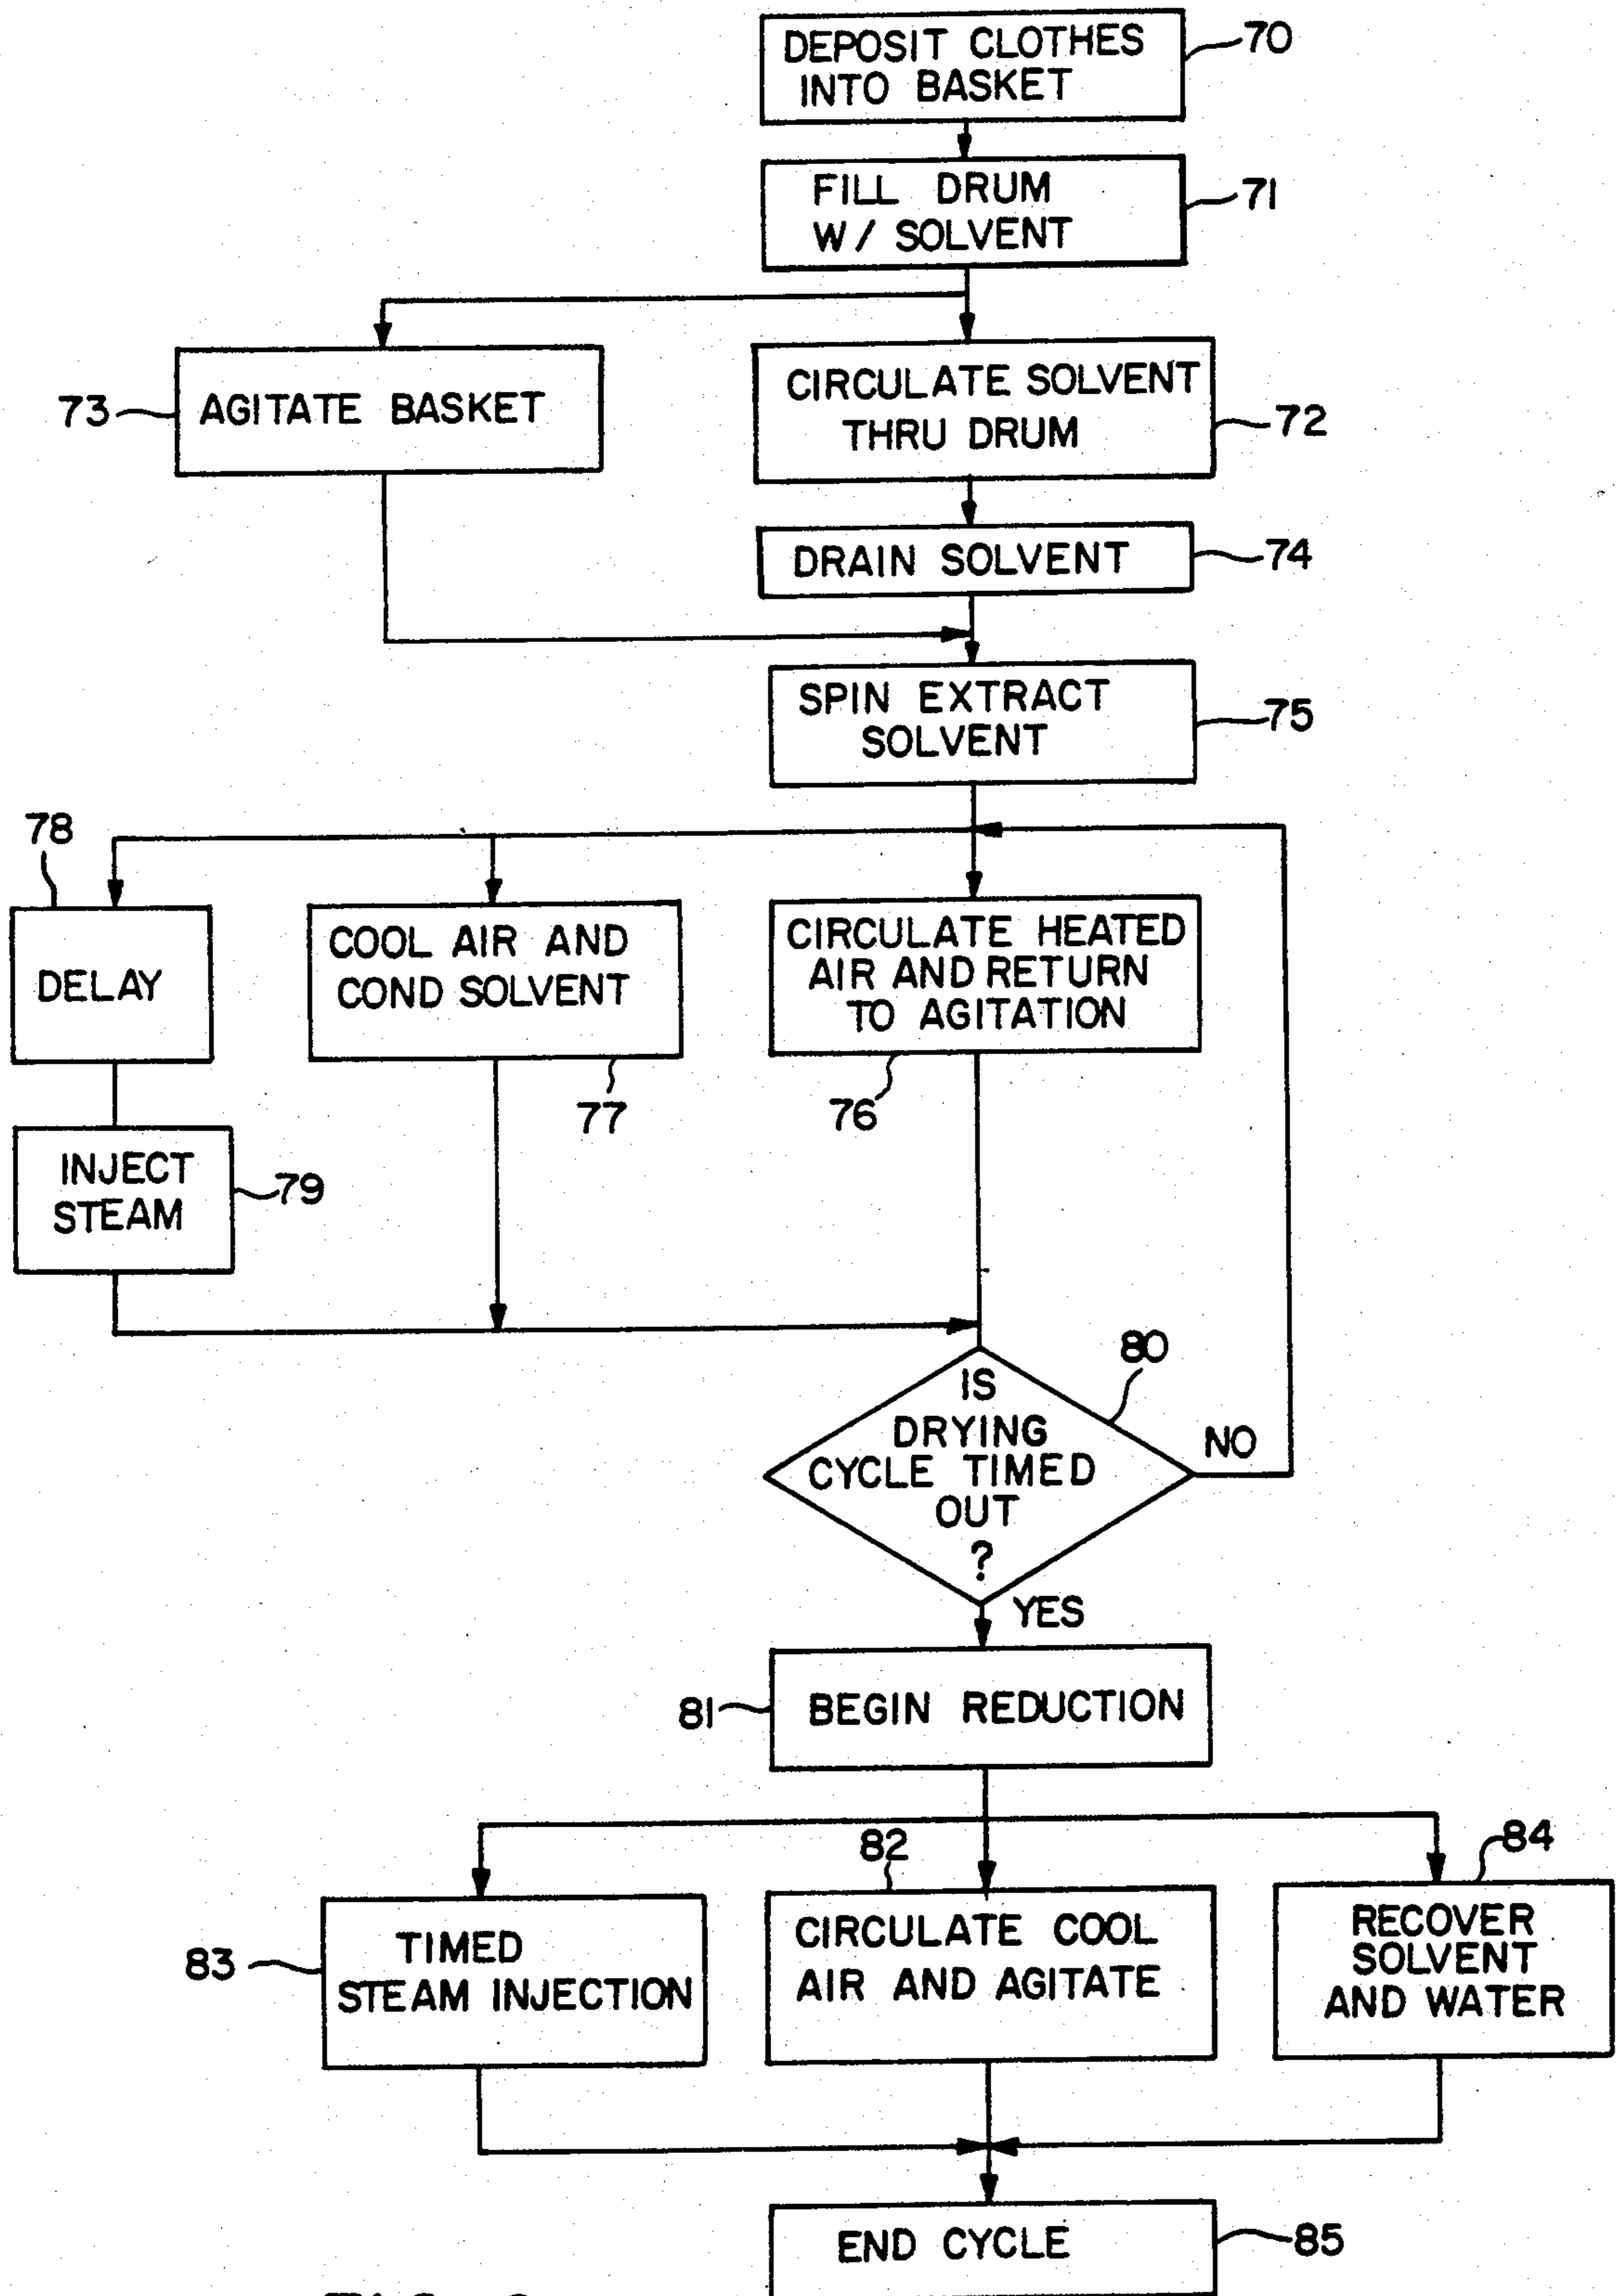 DEPOSIT CLOTHES
INTO BASKET
70
FILL DRUM
W/ SOLVENT
71
73
AGITATE BASKET
CIRCULATE SOLVENT
THRU DRUM
72
DRAIN SOLVENT
74
SPIN EXTRACT
SOLVENT
75
78
DELAY
COOL AIR AND
COND SOLVENT
77
CIRCULATE HEATED
AIR AND RETURN
TO AGITATION
76
INJECT
STEAM
79
80
IS
DRYING
CYCLE TIMED
OUT
?
NO
YES
81
BEGIN REDUCTION
83
TIMED
STEAM INJECTION
82
CIRCULATE COOL
AIR AND AGITATE
84
RECOVER
SOLVENT
AND WATER
END CYCLE
85